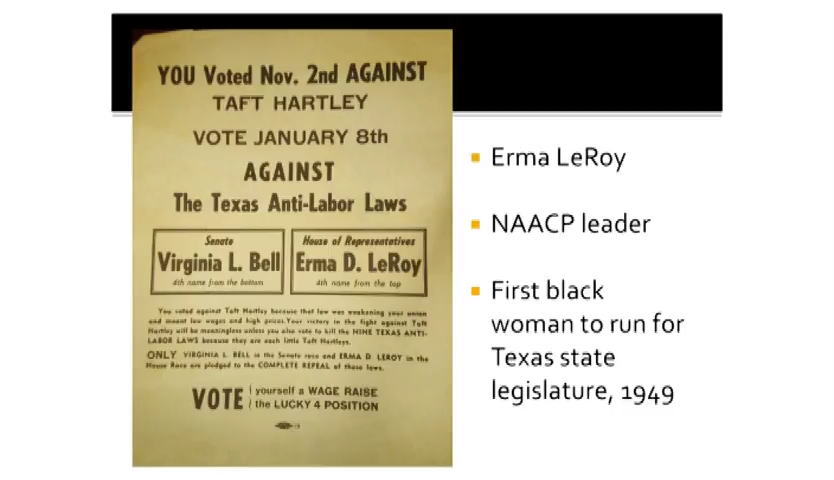 YOU Voted Nov. 2nd AGAINST
TAFT HARTLEY
VOTE JANUARY 8th
AGAINST
The Texas Anti-Labor Laws
Senate
Virginia L. Bell
4th name from the bottom
House of Representatives
Erma D. LeRoy
4th name from the top
You voted against Taft Hartley because that law was weakening your union
and meant low wages and high prices. Your victory in the fight against Taft
Hartley will be meaningless unless you also vote to kill the NINE TEXAS ANTI-
LABOR LAWS because they are each little Taft Hartleys.
ONLY VIRGINIA L. BELL in the Senate race and ERMA D. LEROY in the
House Race are pledged to the COMPLETE REPEAL of these laws.
VOTE
yourself a WAGE RAISE
the LUCKY 4 POSITION
Erma LeRoy
NAACP leader
First black
woman to run for
Texas state
legislature, 1949